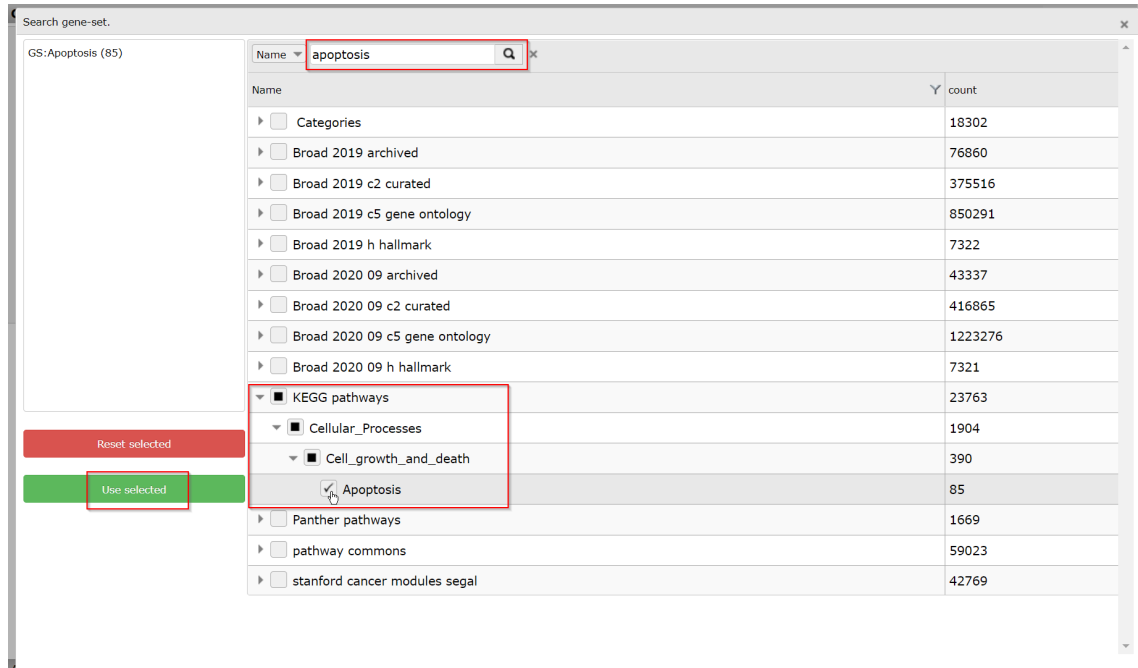 Search gene-set.
GS:Apoptosis (85)
Name apoptosis
Name count
Categories 18302
Broad 2019 archived 76860
Broad 2019 c2 curated 375516
Broad 2019 c5 gene ontology 850291
Broad 2019 h hallmark 7322
Broad 2020 09 archived 43337
Broad 2020 09 c2 curated 416865
Broad 2020 09 c5 gene ontology 1223276
Broad 2020 09 h hallmark 7321
KEGG pathways 23763
Cellular_Processes 1904
Cell_growth_and_death 390
Apoptosis 85
Panther pathways 1669
pathway commons 59023
stanford cancer modules segal 42769
Reset selected
Use selected